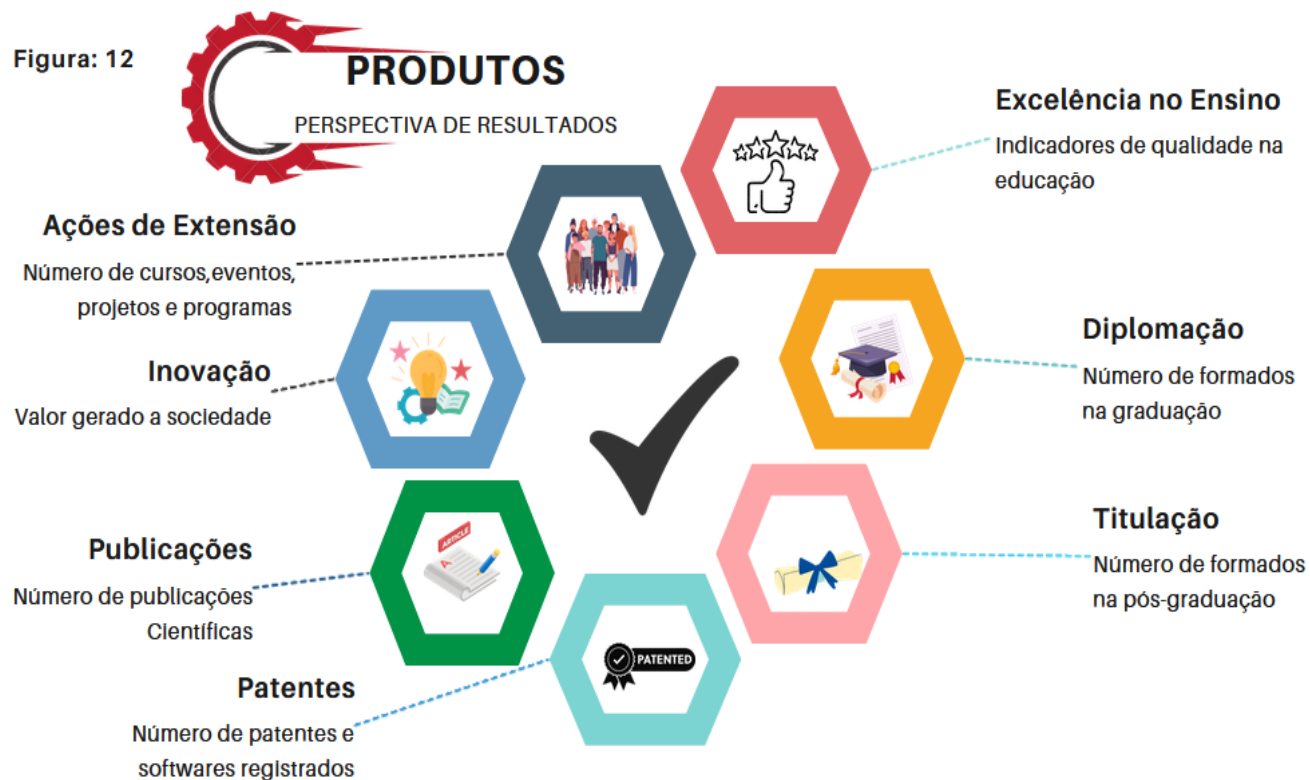 Figura: 12
PRODUTOS
PERSPECTIVA DE RESULTADOS
Excelência no Ensino
Indicadores de qualidade na
educação
Ações de Extensão
Número de cursos,eventos,
projetos e programas
Diplomação
Número de formados
na graduação
Inovação
Valor gerado a sociedade
Titulação
Número de formados
na pós-graduação
Publicações
Número de publicações
Científicas
ARTICLE
A
Patentes
Número de patentes e
softwares registrados
PATENTED